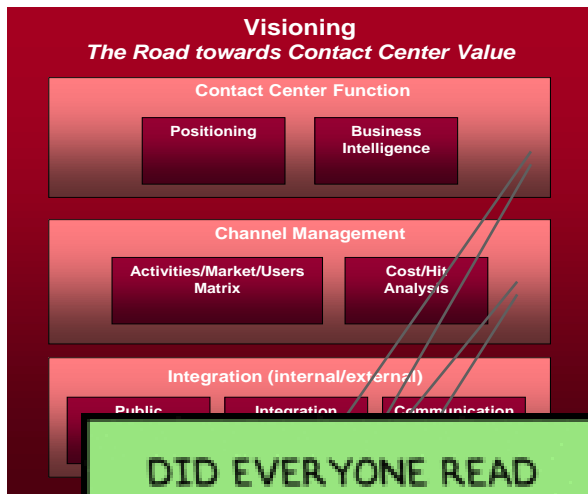 Visioning
The Road towards Contact Center Value
Contact Center Function
Positioning
Business
Intelligence
Channel Management
Activities/Market/Users
Matrix
Cost/Hit
Analysis
Integration (internal/external)
Public
Integration
Communication
DID EVERYONE READ